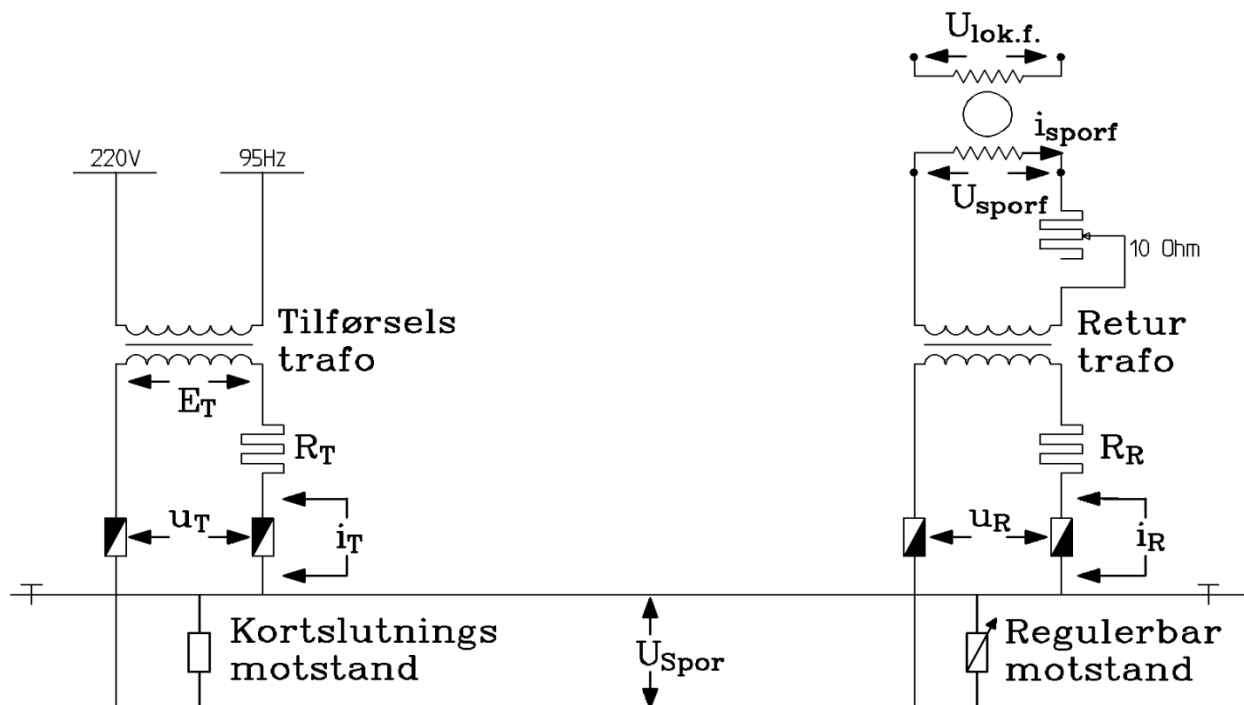 U_lok.f.
i_sporf
220V 95Hz
U_sporf
10 Ohm
Tilførsels
trafo
Retur
trafo
E_T
R_T
R_R
u_T
i_T
u_R
i_R
Kortslutnings
motstand
U_Spor
Regulerbar
motstand